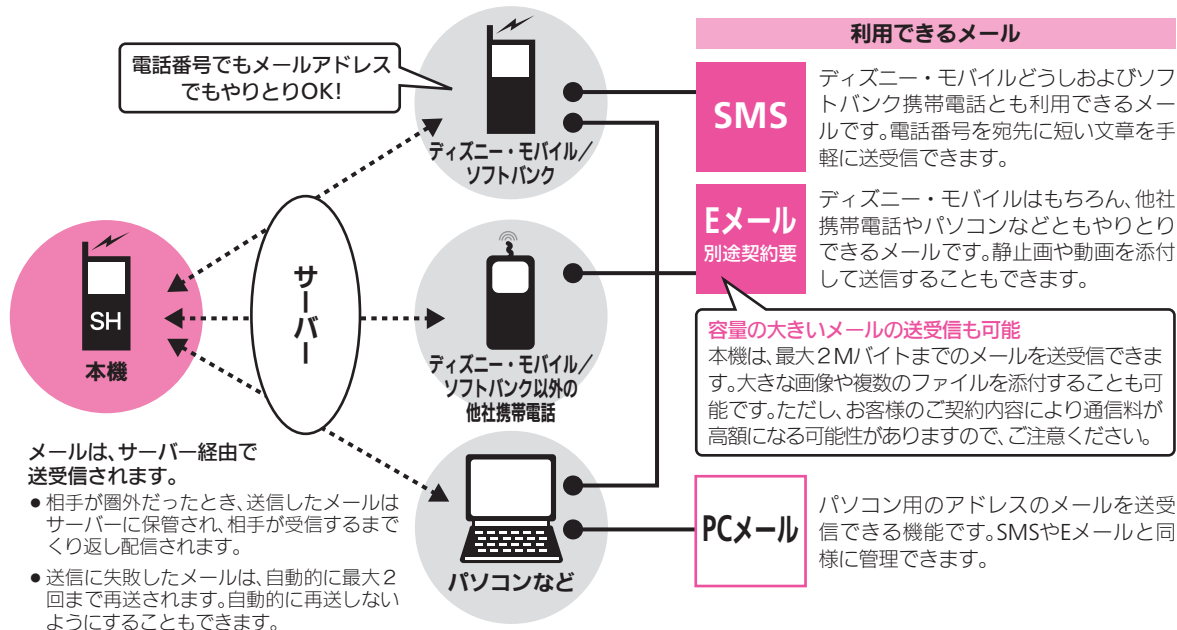 電話番号でもメールアドレス
でもやりとりOK!
ディズニー・モバイル／
ソフトバンク
サーバー
SH
本機
ディズニー・モバイル／
ソフトバンク以外の
他社携帯電話
パソコンなど
メールは、サーバー経由で
送受信されます。
●相手が圏外だったとき、送信したメールは
サーバーに保管され、相手が受信するまで
くり返し配信されます。
●送信に失敗したメールは、自動的に最大２
回まで再送されます。自動的に再送しない
ようにすることもできます。
利用できるメール
SMS
ディズニー・モバイルどうしおよびソフ
トバンク携帯電話とも利用できるメー
ルです。電話番号を宛先に短い文章を手
軽に送受信できます。
Eメール
別途契約要
ディズニー・モバイルはもちろん、他社
携帯電話やパソコンなどともやりとり
できるメールです。静止画や動画を添付
して送信することもできます。
容量の大きいメールの送受信も可能
本機は、最大２Mバイトまでのメールを送受信できま
す。大きな画像や複数のファイルを添付することも可
能です。ただし、お客様のご契約内容により通信料が
高額になる可能性がありますので、ご注意ください。
PCメール
パソコン用のアドレスのメールを送受
信できる機能です。SMSやEメールと同
様に管理できます。